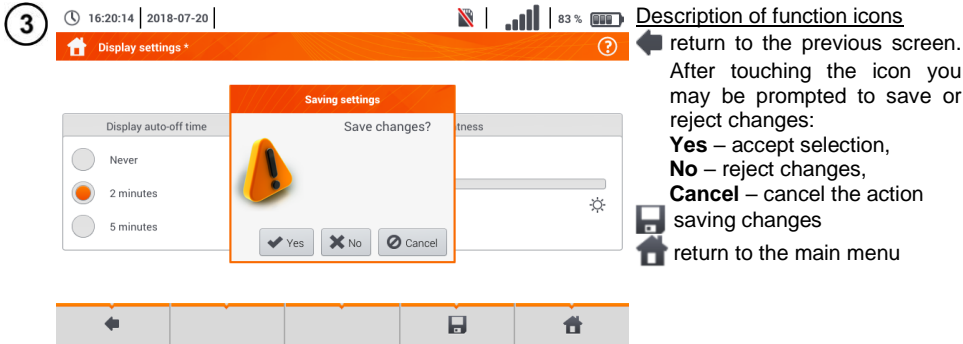 3
16:20:14 2018-07-20 83 %
Display settings *
?
Saving settings
Save changes?
Display auto-off time
tness
Never
2 minutes
5 minutes
Yes No Cancel
Description of function icons
return to the previous screen.
After touching the icon you
may be prompted to save or
reject changes:
Yes – accept selection,
No – reject changes,
Cancel – cancel the action
saving changes
return to the main menu